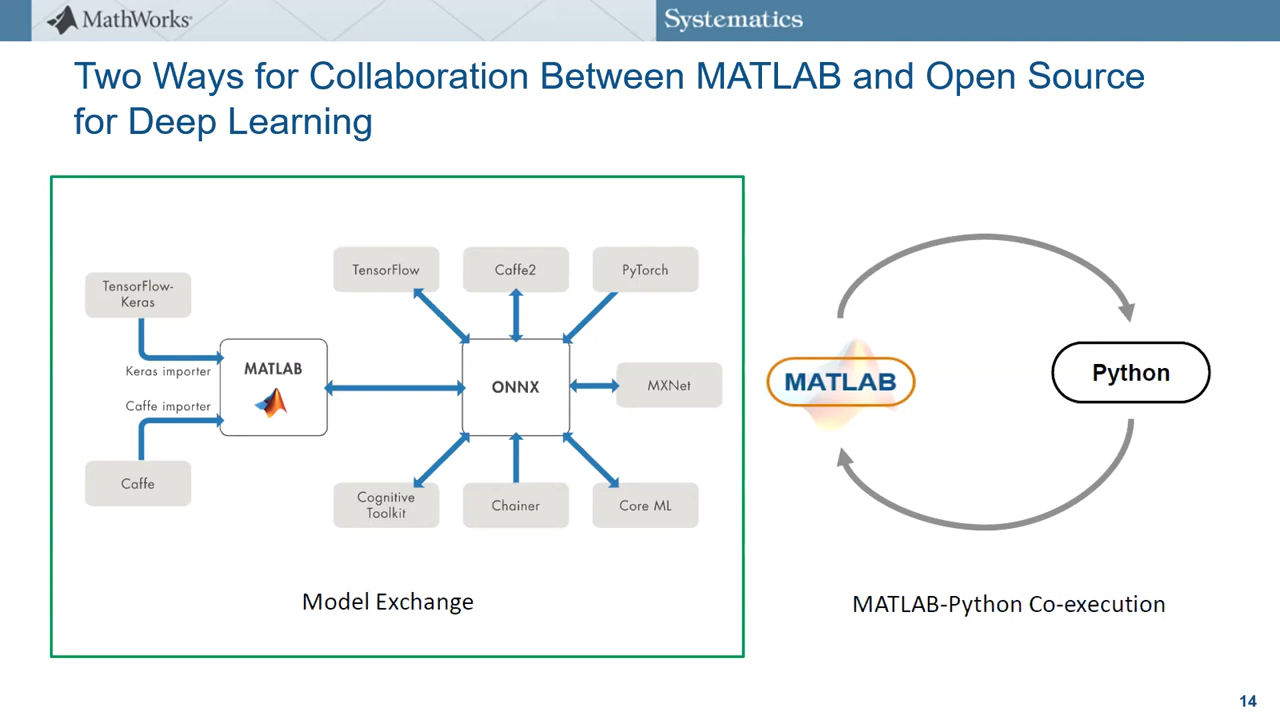 MathWorks®
Systematics
Two Ways for Collaboration Between MATLAB and Open Source
for Deep Learning
TensorFlow-
Keras
Keras importer
Caffe importer
Caffe
MATLAB
TensorFlow
Caffe2
PyTorch
ONNX
MXNet
Cognitive
Toolkit
Chainer
Core ML
Model Exchange
MATLAB
Python
MATLAB-Python Co-execution
14